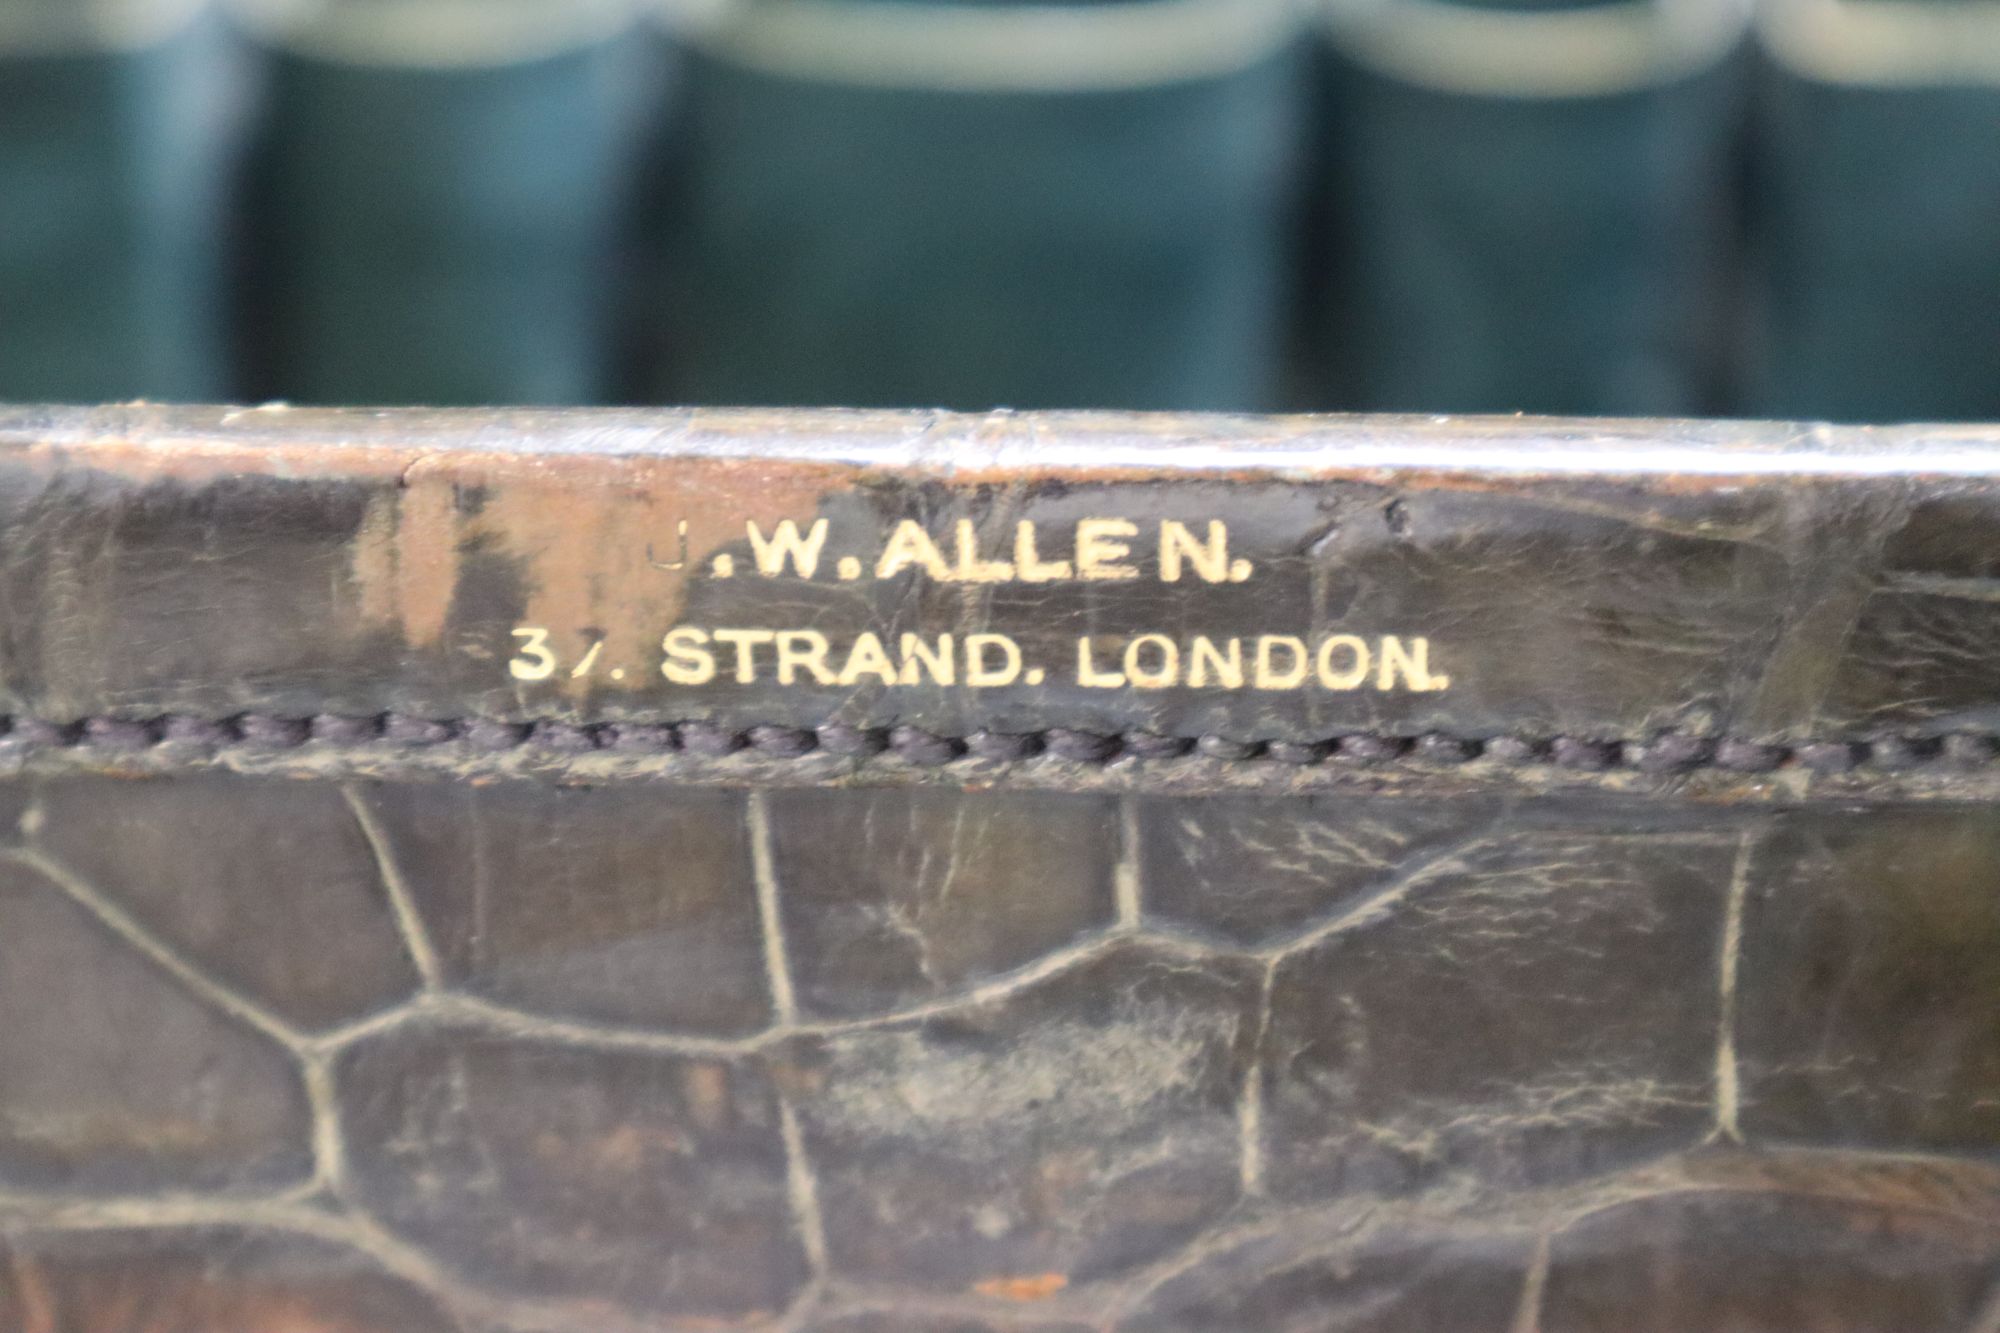 J.W.ALLEN.
37. STRAND. LONDON.